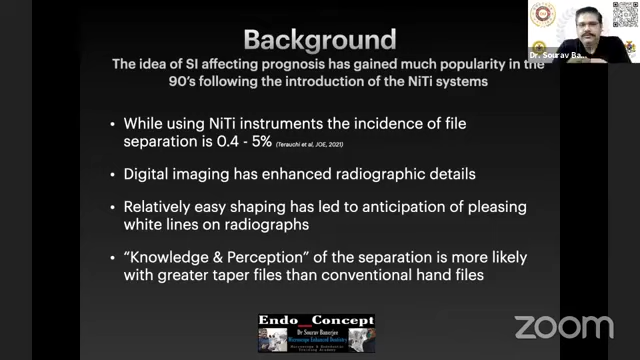 Background
The idea of SI affecting prognosis has gained much popularity in the
90's following the introduction of the NiTi systems
• While using NiTi instruments the incidence of file
separation is 0.4 - 5% (Terauchi et al, JOE, 2021)
• Digital imaging has enhanced radiographic details
• Relatively easy shaping has led to anticipation of pleasing
white lines on radiographs
• “Knowledge & Perception” of the separation is more likely
with greater taper files than conventional hand files
Dr. Sourav Ba...
Endo Concept
Dr Sourav Banerjee
Microscope Enhanced Dentistry
zoom